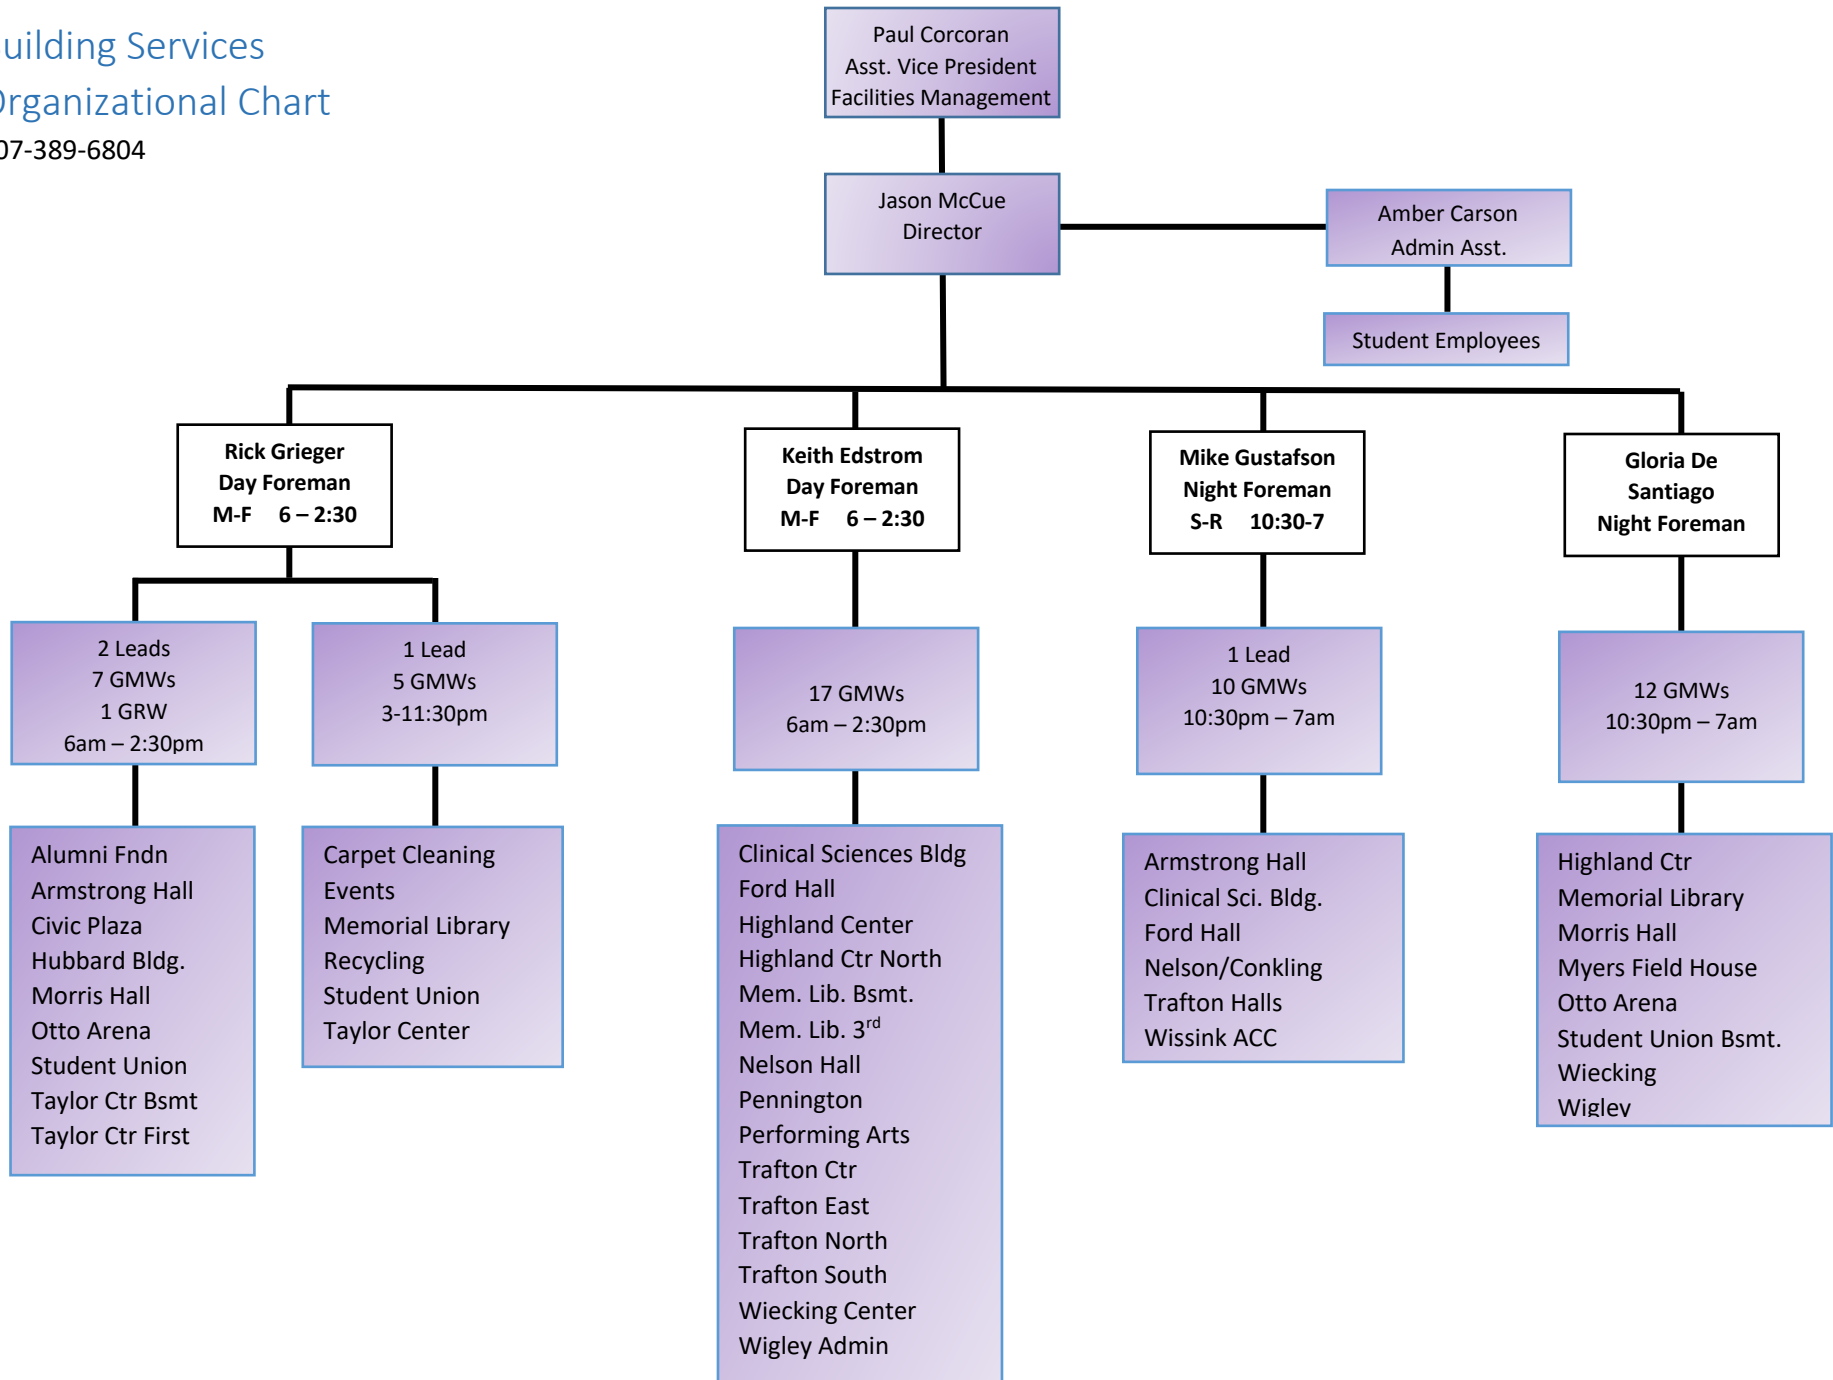 uilding Services
Organizational Chart
07-389-6804
Paul Corcoran
Asst. Vice President
Facilities Management
Jason McCue
Director
Amber Carson
Admin Asst.
Student Employees
Rick Grieger
Day Foreman
M-F 6 – 2:30
Keith Edstrom
Day Foreman
M-F 6 – 2:30
Mike Gustafson
Night Foreman
S-R 10:30-7
Gloria De
Santiago
Night Foreman
2 Leads
7 GMWs
1 GRW
6am – 2:30pm
1 Lead
5 GMWs
3-11:30pm
17 GMWs
6am – 2:30pm
1 Lead
10 GMWs
10:30pm – 7am
12 GMWs
10:30pm – 7am
Alumni Fndn
Armstrong Hall
Civic Plaza
Hubbard Bldg.
Morris Hall
Otto Arena
Student Union
Taylor Ctr Bsmt
Taylor Ctr First
Carpet Cleaning
Events
Memorial Library
Recycling
Student Union
Taylor Center
Clinical Sciences Bldg
Ford Hall
Highland Center
Highland Ctr North
Mem. Lib. Bsmt.
Mem. Lib. 3rd
Nelson Hall
Pennington
Performing Arts
Trafton Ctr
Trafton East
Trafton North
Trafton South
Wiecking Center
Wigley Admin
Armstrong Hall
Clinical Sci. Bldg.
Ford Hall
Nelson/Conkling
Trafton Halls
Wissink ACC
Highland Ctr
Memorial Library
Morris Hall
Myers Field House
Otto Arena
Student Union Bsmt.
Wiecking
Wigley